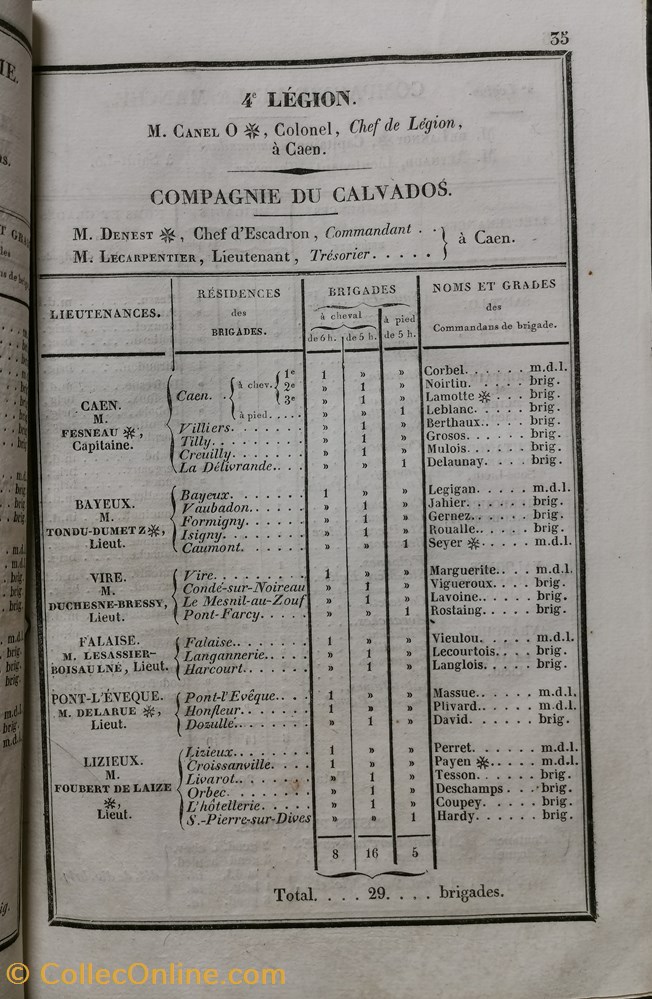 35
4e LÉGION.
M. CANEL O ※, Colonel, Chef de Légion,
à Caen.
COMPAGNIE DU CALVADOS.
M. DENEST ※, Chef d'Escadron, Commandant . . } à Caen.
M. LECARPENTIER, Lieutenant, Trésorier. . . . .
LIEUTENANCES. RÉSIDENCES des BRIGADES. BRIGADES NOMS ET GRADES des Commandans de brigade.
à cheval à pied
de 6 h. de 5 h. de 5 h.
CAEN.
M.
FESNEAU ※,
Capitaine.
Caen. . à chev. 1e 1 » » Corbel. . . . . . m.d.l.
2e » 1 » Noirtin. . . . . . brig.
3e » 1 » Lamotte ※. . . . brig.
à pied. . . . . » » 1 Leblanc. . . . . . brig.
Villiers. . . . . . . » 1 » Berthaux. . . . . brig.
Tilly. . . . . . . . » 1 » Grosos. . . . . . brig.
Creuilly. . . . . . . » 1 » Mulois. . . . . . brig.
La Délivrande. . . . » » 1 Delaunay. . . . . brig.
BAYEUX.
M.
TONDU-DUMETZ ※,
Lieut.
Bayeux. . . . . . . 1 » » Legigan. . . . . m.d.l.
Vaubadon. . . . . . » 1 » Jahier. . . . . . brig.
Formigny. . . . . . » 1 » Gernez. . . . . . brig.
Isigny. . . . . . . » 1 » Roualle. . . . . . brig.
Caumont. . . . . . » » 1 Seyer ※. . . . . m.d.l.
VIRE.
M.
DUCHESNE-BRESSY,
Lieut.
Vire. . . . . . . . 1 » » Marguerite. . . . m.d.l.
Condé-sur-Noireau » 1 » Vigueroux. . . . brig.
Le Mesnil-au-Zouf » 1 » Lavoine. . . . . brig.
Pont-Farcy. . . . . » » 1 Rostaing. . . . . brig.
FALAISE.
M. LESASSIER-
BOISAULNÉ, Lieut.
Falaise. . . . . . . 1 » » Vieulou. . . . . m.d.l.
Langannerie. . . . . » 1 » Lecourtois. . . . brig.
Harcourt. . . . . . » 1 » Langlois. . . . . brig.
PONT-L'ÉVEQUE.
M. DELARUE ※,
Lieut.
Pont-l'Evêque. . . . 1 » » Massue. . . . . . m.d.l.
Honfleur. . . . . . 1 » » Plivard. . . . . . m.d.l.
Dozullé. . . . . . . » 1 » David. . . . . . brig.
LIZIEUX.
M.
FOUBERT DE LAIZE
※,
Lieut.
Lizieux. . . . . . . 1 » » Perret. . . . . . m.d.l.
Croissanville. . . . 1 » » Payen ※. . . . . m.d.l.
Livarot. . . . . . . » 1 » Tesson. . . . . . brig.
Orbec. . . . . . . » 1 » Deschamps . . . brig.
L'hôtellerie. . . . . » 1 » Coupey. . . . . . brig.
S.-Pierre-sur-Dives » » 1 Hardy. . . . . . brig.
8 16 5
Total. . . . 29. . . . brigades.
© CollecOnline.com